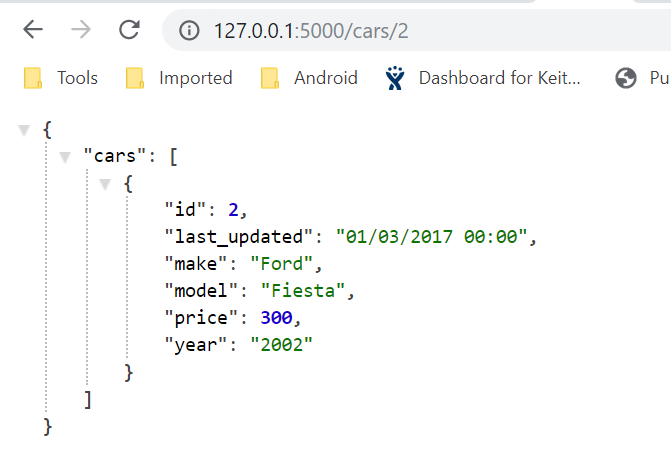 127.0.0.1:5000/cars/2
Tools Imported Android Dashboard for Keit... Pu
{
"cars": [
{
"id": 2,
"last_updated": "01/03/2017 00:00",
"make": "Ford",
"model": "Fiesta",
"price": 300,
"year": "2002"
}
]
}